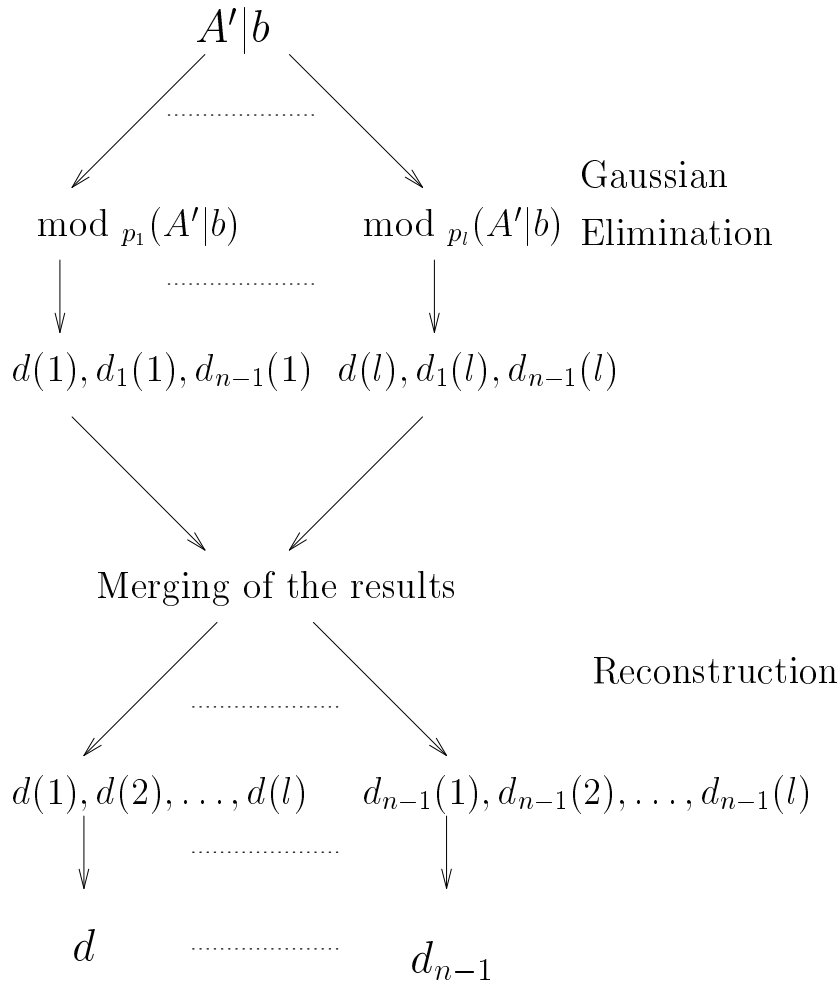 A′|b
Gaussian
mod p₁(A′|b) mod pₗ(A′|b) Elimination
d(1), d₁(1), dₙ₋₁(1) d(l), d₁(l), dₙ₋₁(l)
Merging of the results
Reconstruction
d(1), d(2), . . . , d(l) dₙ₋₁(1), dₙ₋₁(2), . . . , dₙ₋₁(l)
d dₙ₋₁